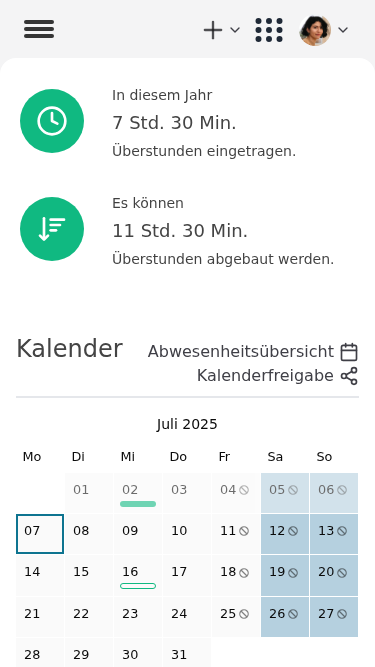 In diesem Jahr
7 Std. 30 Min.
Überstunden eingetragen.
Es können
11 Std. 30 Min.
Überstunden abgebaut werden.
Kalender
Abwesenheitsübersicht
Kalenderfreigabe
Juli 2025
Mo Di Mi Do Fr Sa So
01 02 03 04 05 06
07 08 09 10 11 12 13
14 15 16 17 18 19 20
21 22 23 24 25 26 27
28 29 30 31